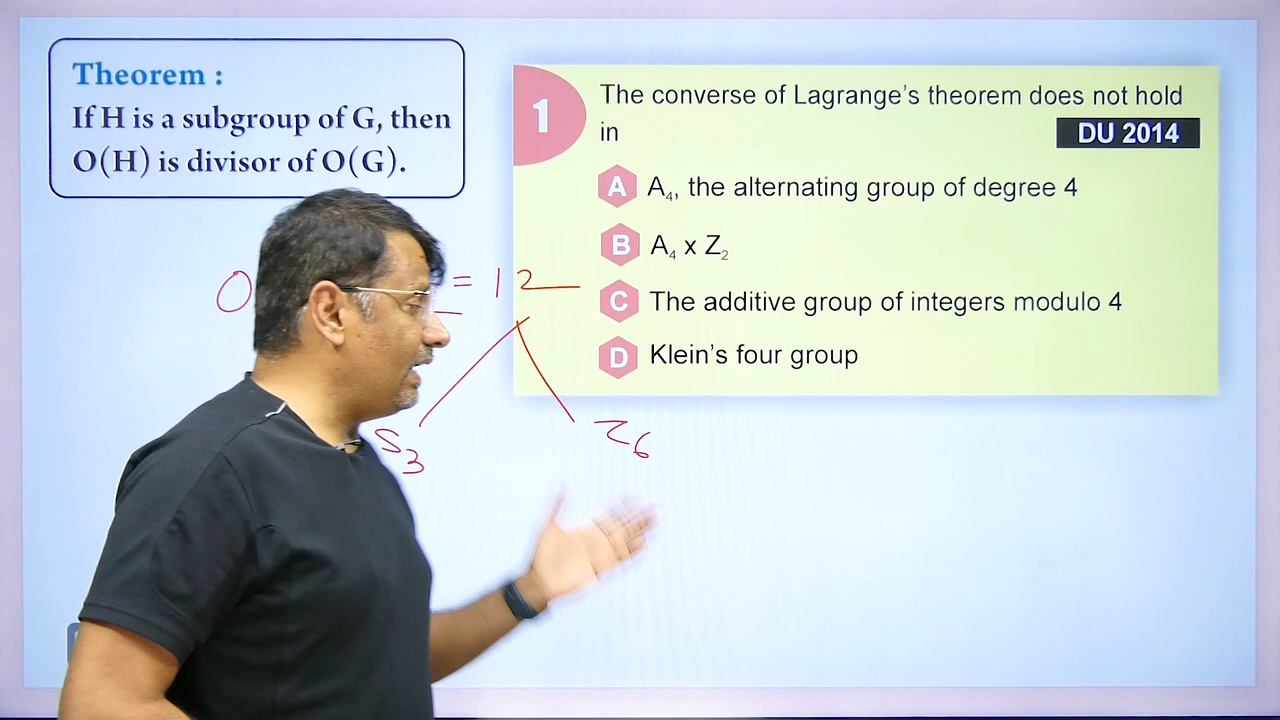 Theorem :
If H is a subgroup of G, then
O(H) is divisor of O(G).
1
The converse of Lagrange's theorem does not hold
in
DU 2014
A A₄, the alternating group of degree 4
B A₄ x Z₂
C The additive group of integers modulo 4
D Klein's four group
O = 12
S₃ Z₆